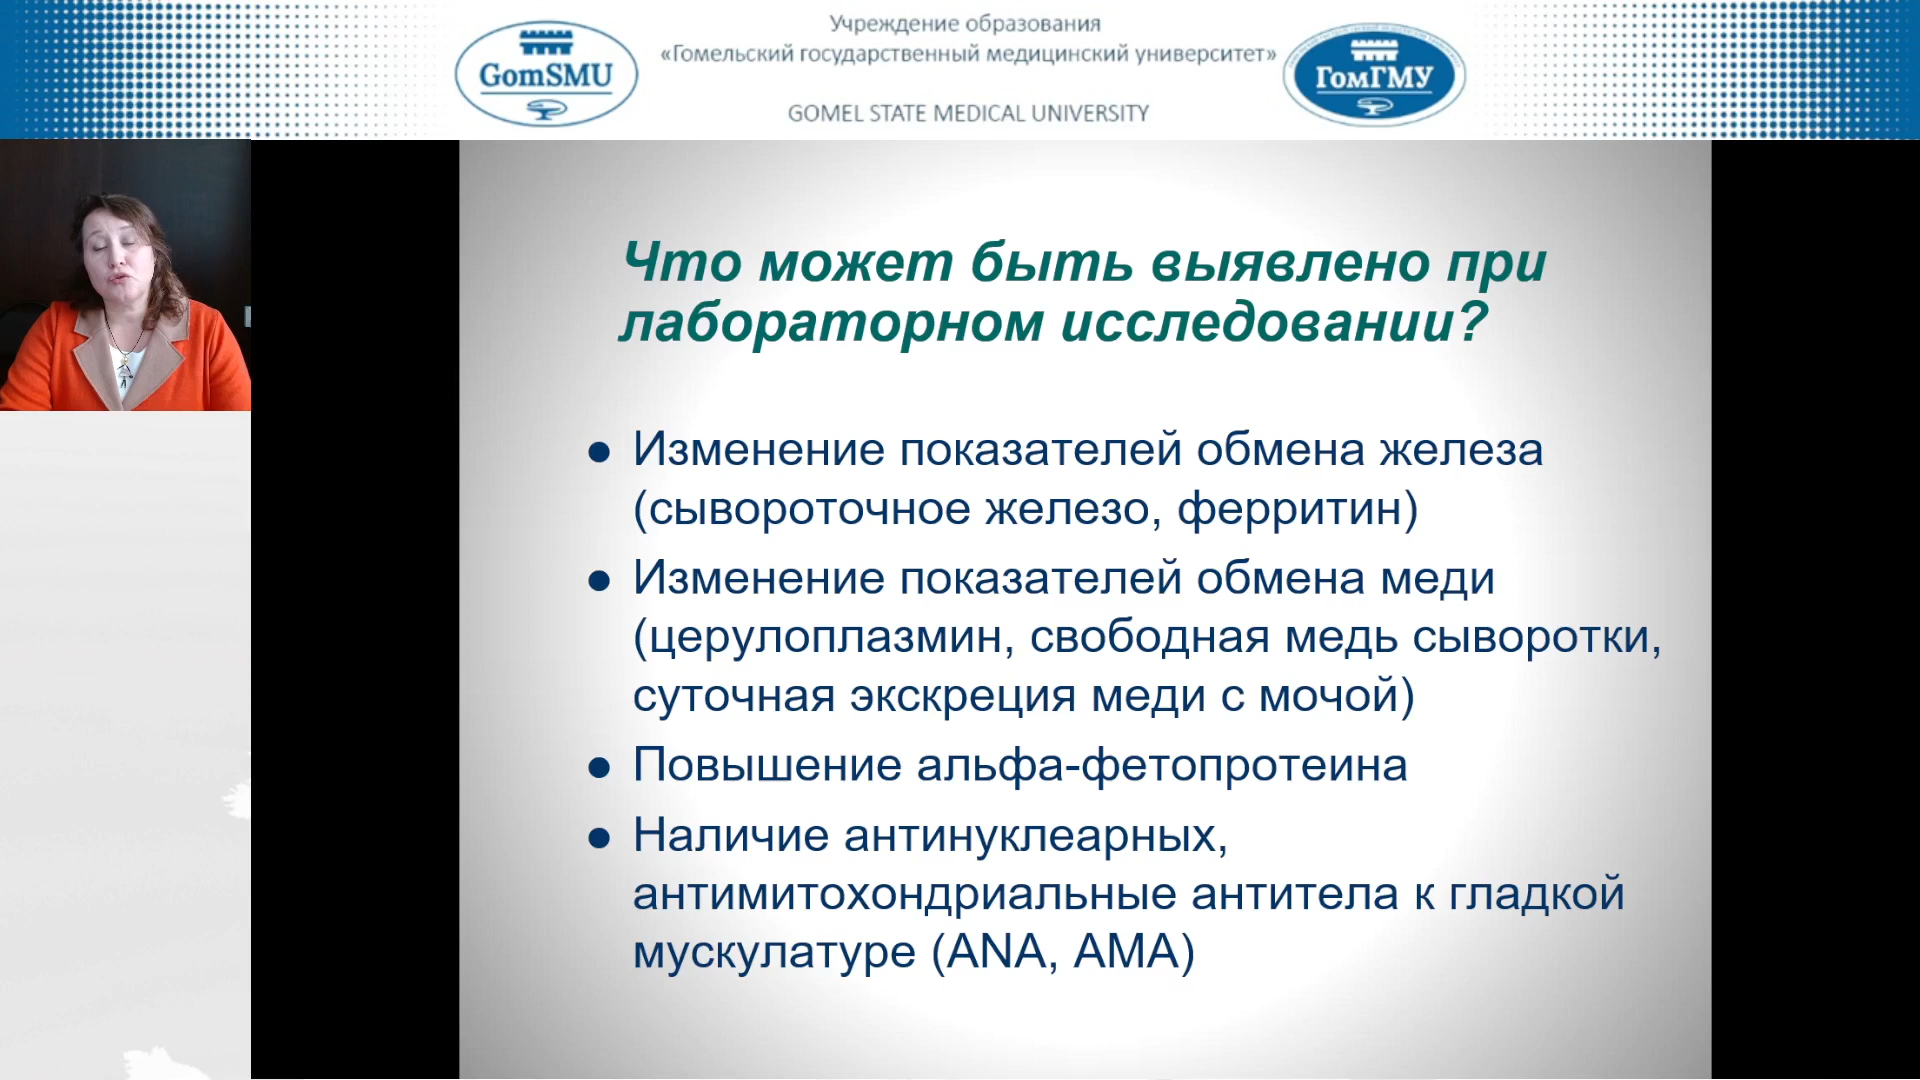 Учреждение образования
«Гомельский государственный медицинский университет»
GOMEL STATE MEDICAL UNIVERSITY
GomSMU
ГомГМУ
Что может быть выявлено при
лабораторном исследовании?
● Изменение показателей обмена железа
(сывороточное железо, ферритин)
● Изменение показателей обмена меди
(церулоплазмин, свободная медь сыворотки,
суточная экскреция меди с мочой)
● Повышение альфа-фетопротеина
● Наличие антинуклеарных,
антимитохондриальные антитела к гладкой
мускулатуре (ANA, AMA)